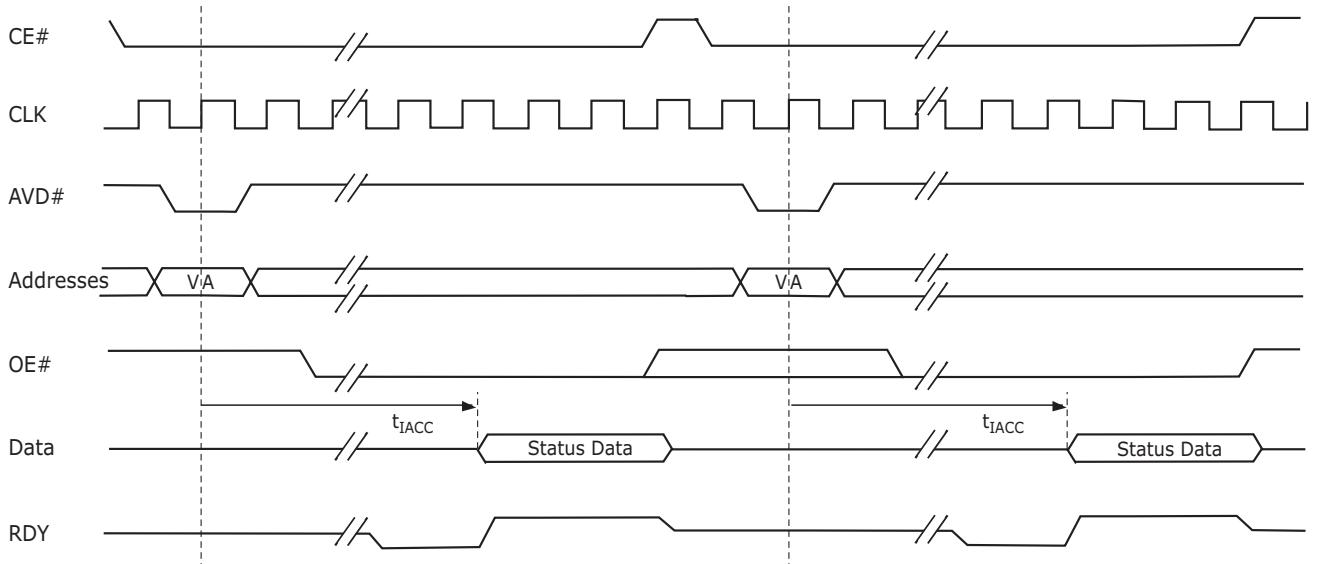 CE#
CLK
AVD#
Addresses
VA
VA
OE#
tIACC
tIACC
Data
Status Data
Status Data
RDY